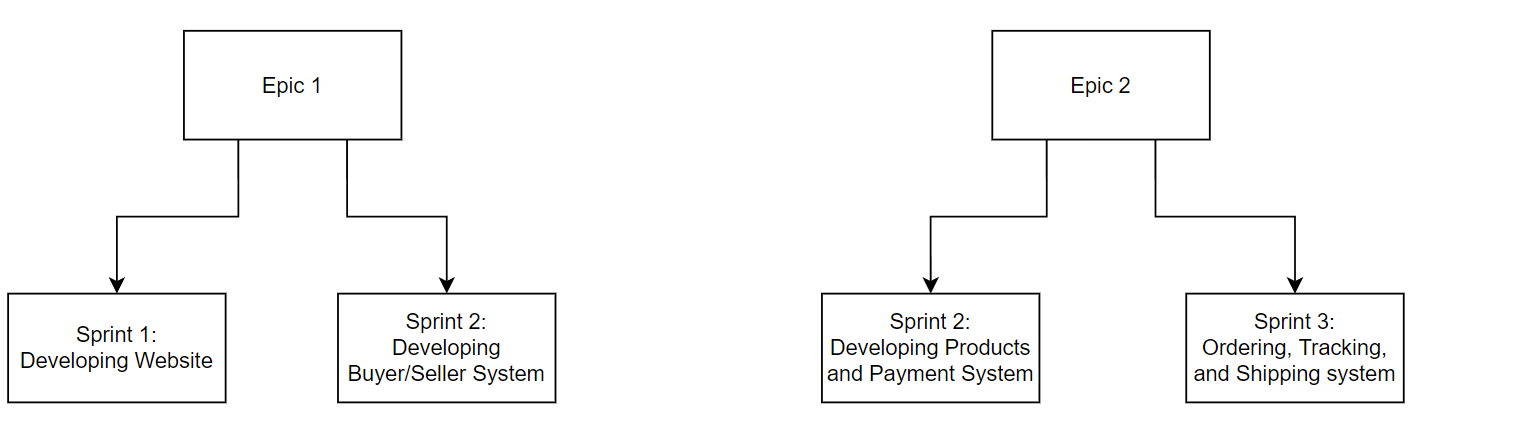 Epic 1
Epic 2
Sprint 1:
Developing Website
Sprint 2:
Developing
Buyer/Seller System
Sprint 2:
Developing Products
and Payment System
Sprint 3:
Ordering, Tracking,
and Shipping system